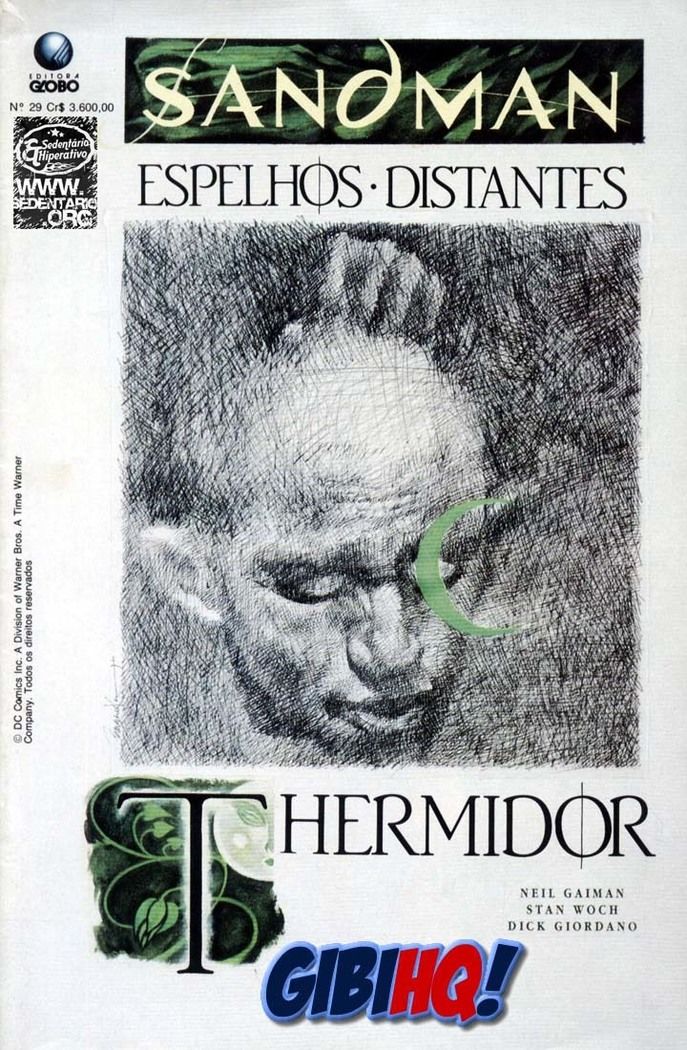 EDITORA
GLOBO
Nº 29 Cr$ 3.600,00
Sedentário
& Hiperativo
WWW.
SEDENTARIO
.ORG
SANDMAN
ESPELHOS · DISTANTES
© DC Comics Inc. A Division of Warner Bros. A Time Warner
Company. Todos os direitos reservados
THERMIDOR
NEIL GAIMAN
STAN WOCH
DICK GIORDANO
GIBIHQ!